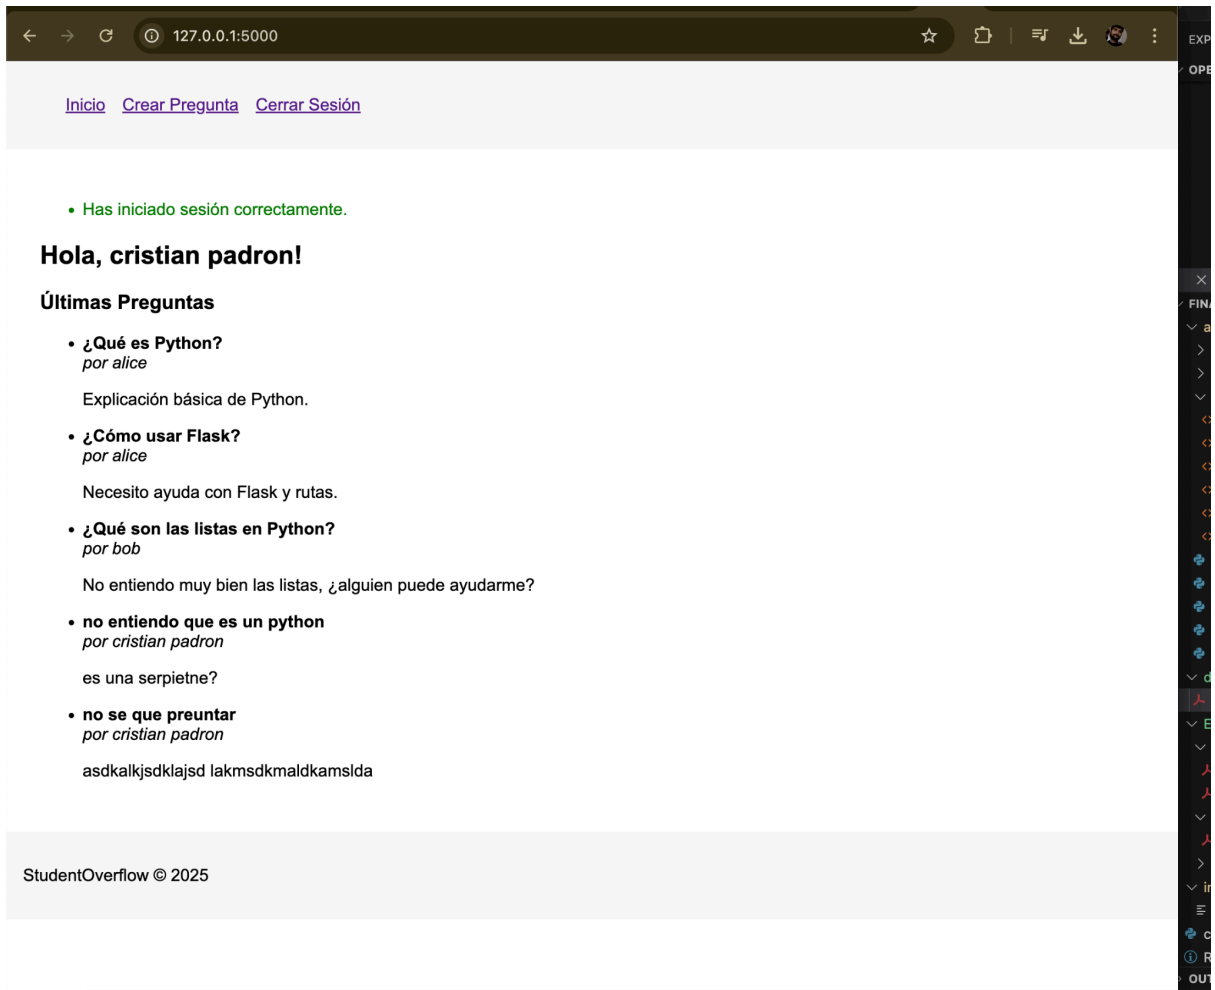 127.0.0.1:5000
Inicio Crear Pregunta Cerrar Sesión
• Has iniciado sesión correctamente.
Hola, cristian padron!
Últimas Preguntas
• ¿Qué es Python?
por alice
Explicación básica de Python.
• ¿Cómo usar Flask?
por alice
Necesito ayuda con Flask y rutas.
• ¿Qué son las listas en Python?
por bob
No entiendo muy bien las listas, ¿alguien puede ayudarme?
• no entiendo que es un python
por cristian padron
es una serpietne?
• no se que preuntar
por cristian padron
asdkalkjsdklajsd lakmsdkmaldkamslda
StudentOverflow © 2025
EXP
OPE
FINA
a
d
E
in
c
R
OUT